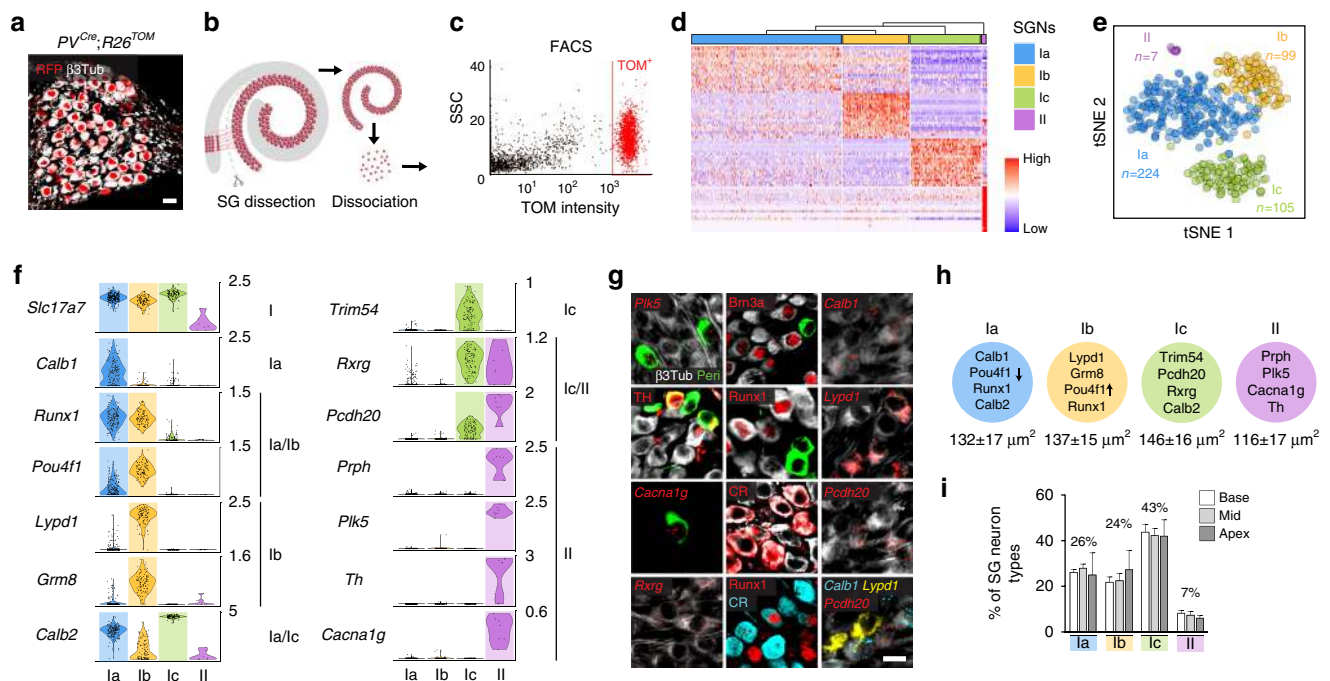 a
PV^Cre;R26^TOM
RFP β3Tub
b
SG dissection
Dissociation
c
FACS
TOM+
SSC
40
20
0
10^1
10^2
10^3
TOM intensity
d
SGNs
Ia
Ib
Ic
II
High
Low
e
II
n=7
Ib
n=99
Ia
n=224
Ic
n=105
tSNE 2
tSNE 1
f
Slc17a7
2.5
I
Calb1
2.5
Ia
Runx1
1.5
Ia/Ib
Pou4f1
1.5
Lypd1
2.5
Ib
Grm8
1.6
Calb2
5
Ia/Ic
Ia Ib Ic II
Trim54
1
Ic
Rxrg
1.2
Ic/II
Pcdh20
2
Prph
2.5
II
Plk5
2.5
Th
3
Cacna1g
0.6
Ia Ib Ic II
g
Plk5
β3Tub Peri
Brn3a
Calb1
TH
Runx1
Lypd1
Cacna1g
CR
Pcdh20
Rxrg
Runx1
CR
Calb1 Lypd1
Pcdh20
h
Ia
Calb1
Pou4f1↓
Runx1
Calb2
132±17 μm²
Ib
Lypd1
Grm8
Pou4f1↑
Runx1
137±15 μm²
Ic
Trim54
Pcdh20
Rxrg
Calb2
146±16 μm²
II
Prph
Plk5
Cacna1g
Th
116±17 μm²
i
% of SG neuron
types
60
40
20
0
26%
24%
43%
7%
Base
Mid
Apex
Ia
Ib
Ic
II